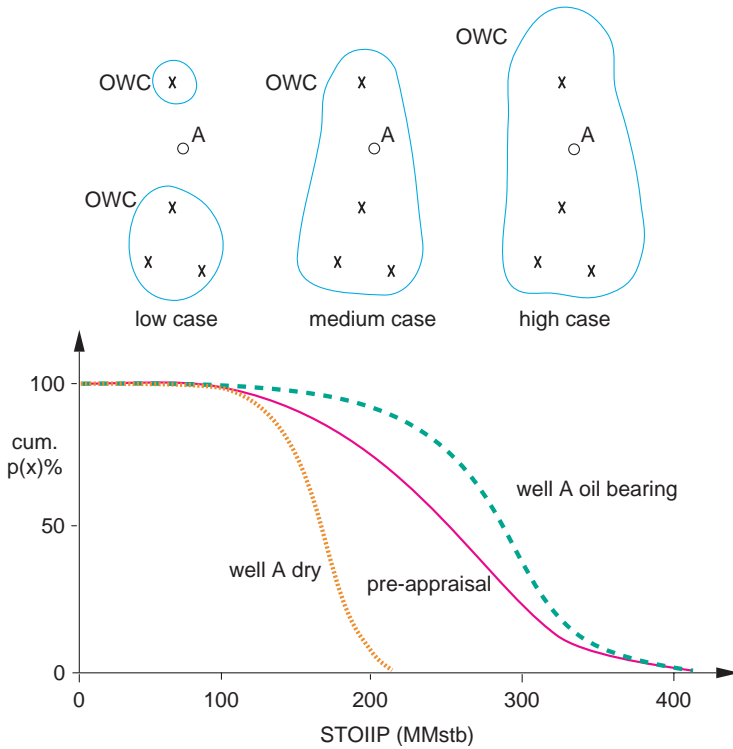 OWC
OWC
OWC
x
x
x
A
A
A
OWC
x
x
x
x
x
x
x
x
x
low case
medium case
high case
100
cum.
p(x)%
well A oil bearing
50
well A dry
pre-appraisal
0
0
100
200
300
400
STOIIP (MMstb)